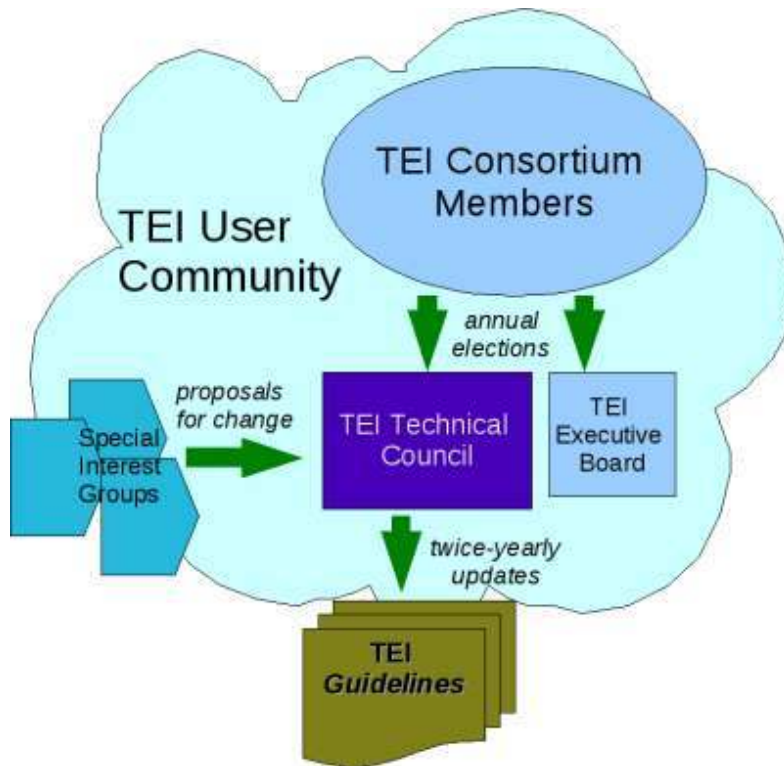 TEI Consortium
Members
TEI User
Community
annual
elections
proposals
for change
Special
Interest
Groups
TEI Technical
Council
TEI
Executive
Board
twice-yearly
updates
TEI
Guidelines